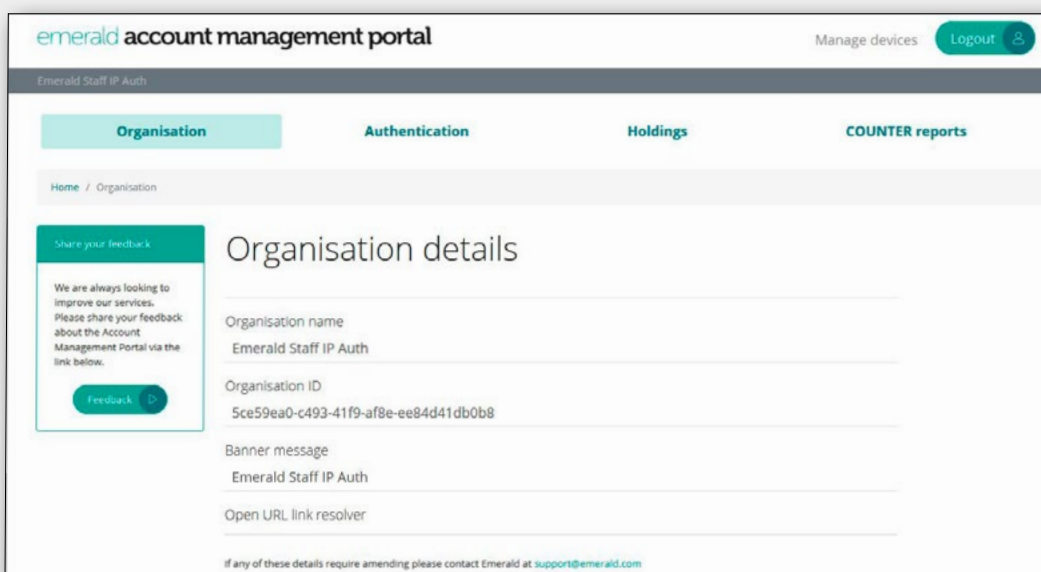 emerald account management portal
Manage devices
Logout
Emerald Staff IP Auth
Organisation
Authentication
Holdings
COUNTER reports
Home / Organisation
Share your feedback
We are always looking to
improve our services.
Please share your feedback
about the Account
Management Portal via the
link below.
Feedback
Organisation details
Organisation name
Emerald Staff IP Auth
Organisation ID
5ce59ea0-c493-41f9-af8e-ee84d41db0b8
Banner message
Emerald Staff IP Auth
Open URL link resolver
If any of these details require amending please contact Emerald at support@emerald.com